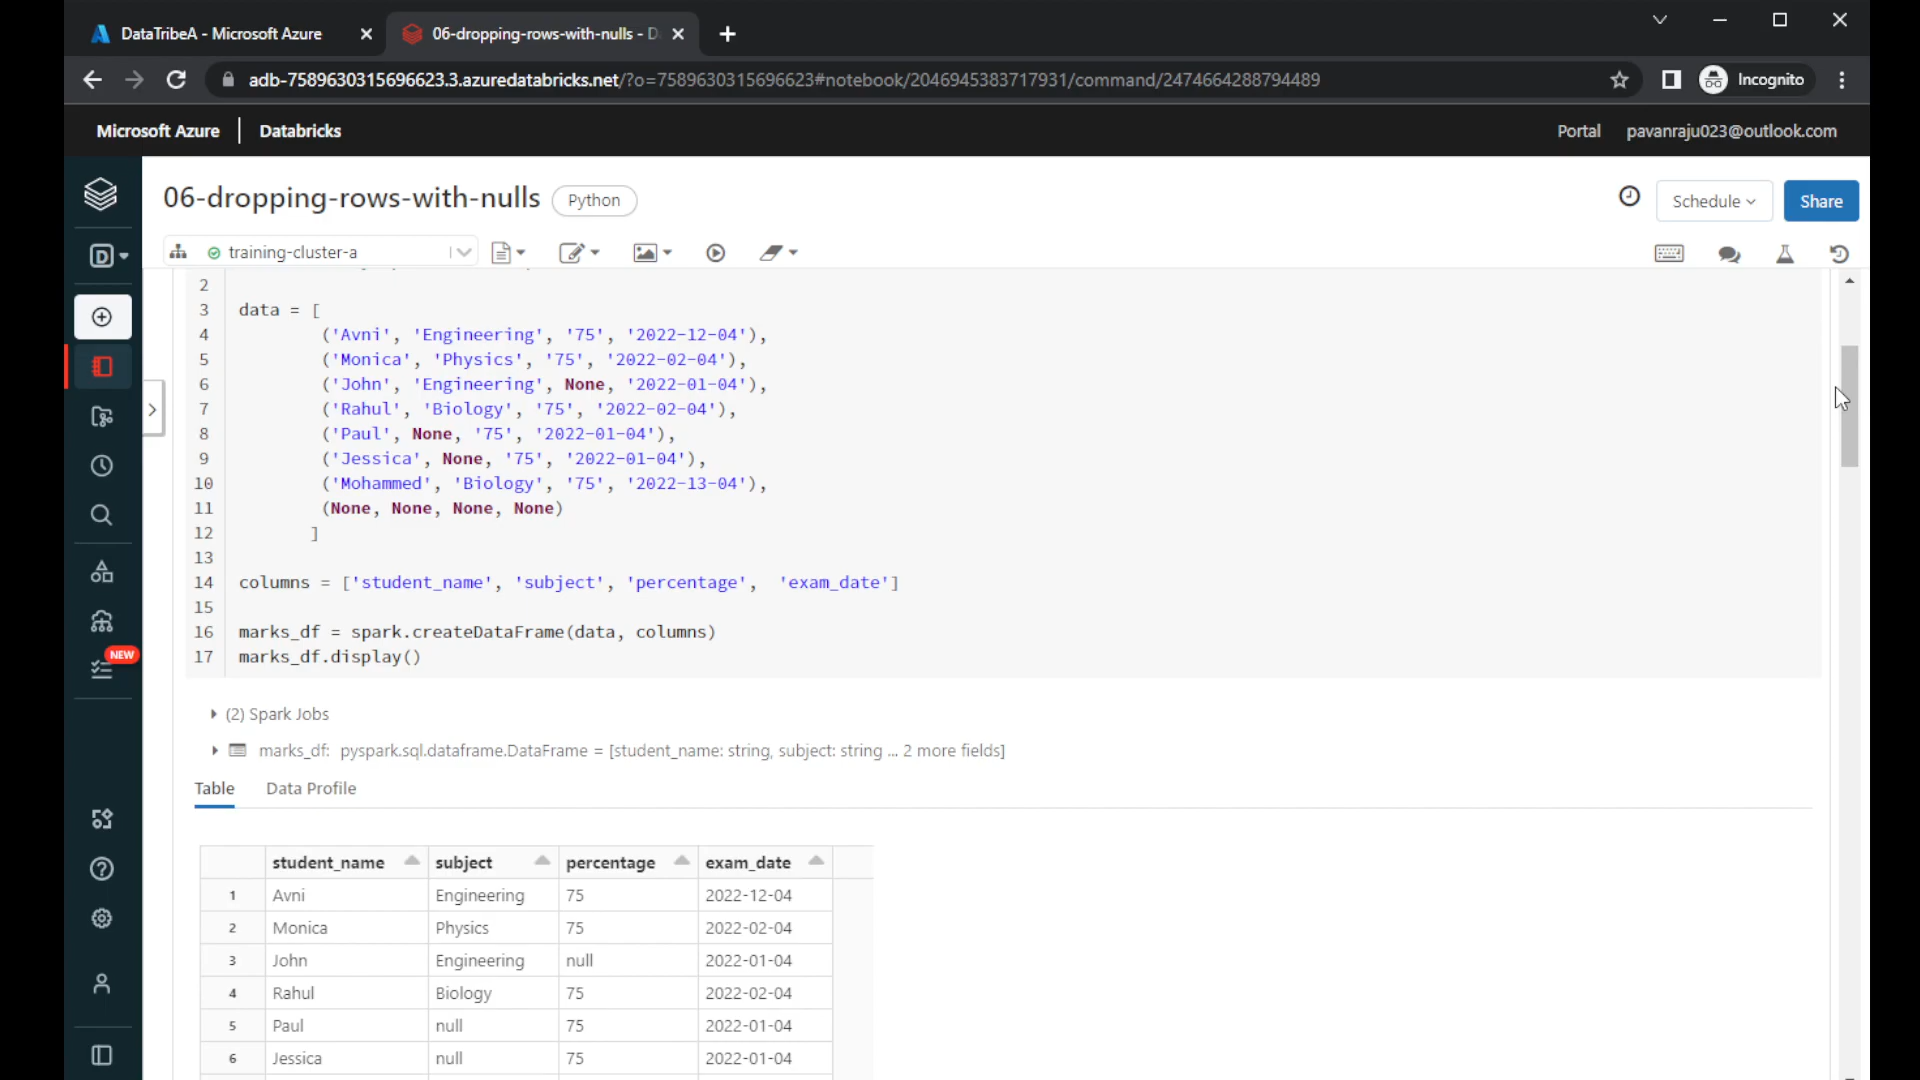 DataTribeA - Microsoft Azure
06-dropping-rows-with-nulls - D
adb-7589630315696623.3.azuredatabricks.net/?o=7589630315696623#notebook/2046945383717931/command/2474664288794489
Incognito
Microsoft Azure | Databricks
Portal
pavanraju023@outlook.com
06-dropping-rows-with-nulls
Python
Schedule
Share
training-cluster-a
2
3 data = [
4 ('Avni', 'Engineering', '75', '2022-12-04'),
5 ('Monica', 'Physics', '75', '2022-02-04'),
6 ('John', 'Engineering', None, '2022-01-04'),
7 ('Rahul', 'Biology', '75', '2022-02-04'),
8 ('Paul', None, '75', '2022-01-04'),
9 ('Jessica', None, '75', '2022-01-04'),
10 ('Mohammed', 'Biology', '75', '2022-13-04'),
11 (None, None, None, None)
12 ]
13
14 columns = ['student_name', 'subject', 'percentage', 'exam_date']
15
16 marks_df = spark.createDataFrame(data, columns)
17 marks_df.display()
NEW
(2) Spark Jobs
marks_df: pyspark.sql.dataframe.DataFrame = [student_name: string, subject: string ... 2 more fields]
Table Data Profile
student_name subject percentage exam_date
1 Avni Engineering 75 2022-12-04
2 Monica Physics 75 2022-02-04
3 John Engineering null 2022-01-04
4 Rahul Biology 75 2022-02-04
5 Paul null 75 2022-01-04
6 Jessica null 75 2022-01-04